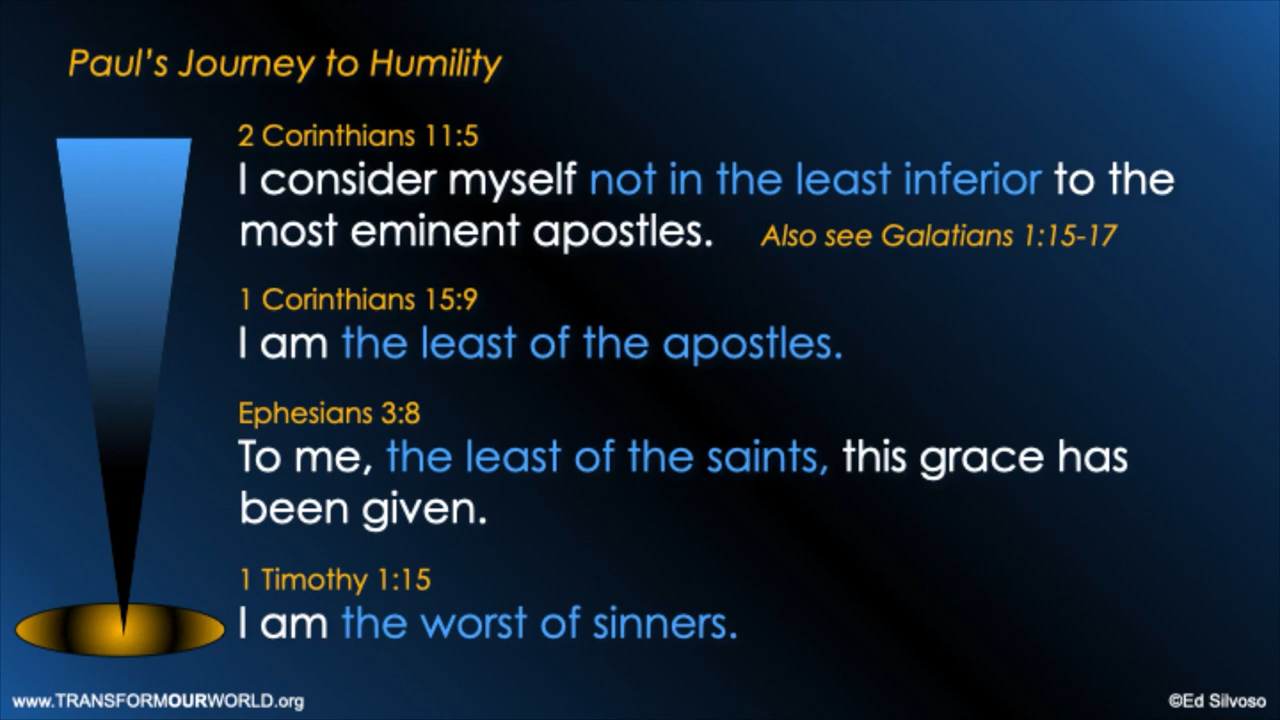 Paul's Journey to Humility
2 Corinthians 11:5
I consider myself not in the least inferior to the
most eminent apostles. Also see Galatians 1:15-17
1 Corinthians 15:9
I am the least of the apostles.
Ephesians 3:8
To me, the least of the saints, this grace has
been given.
1 Timothy 1:15
I am the worst of sinners.
www.TRANSFORMOURWORLD.org ©Ed Silvoso